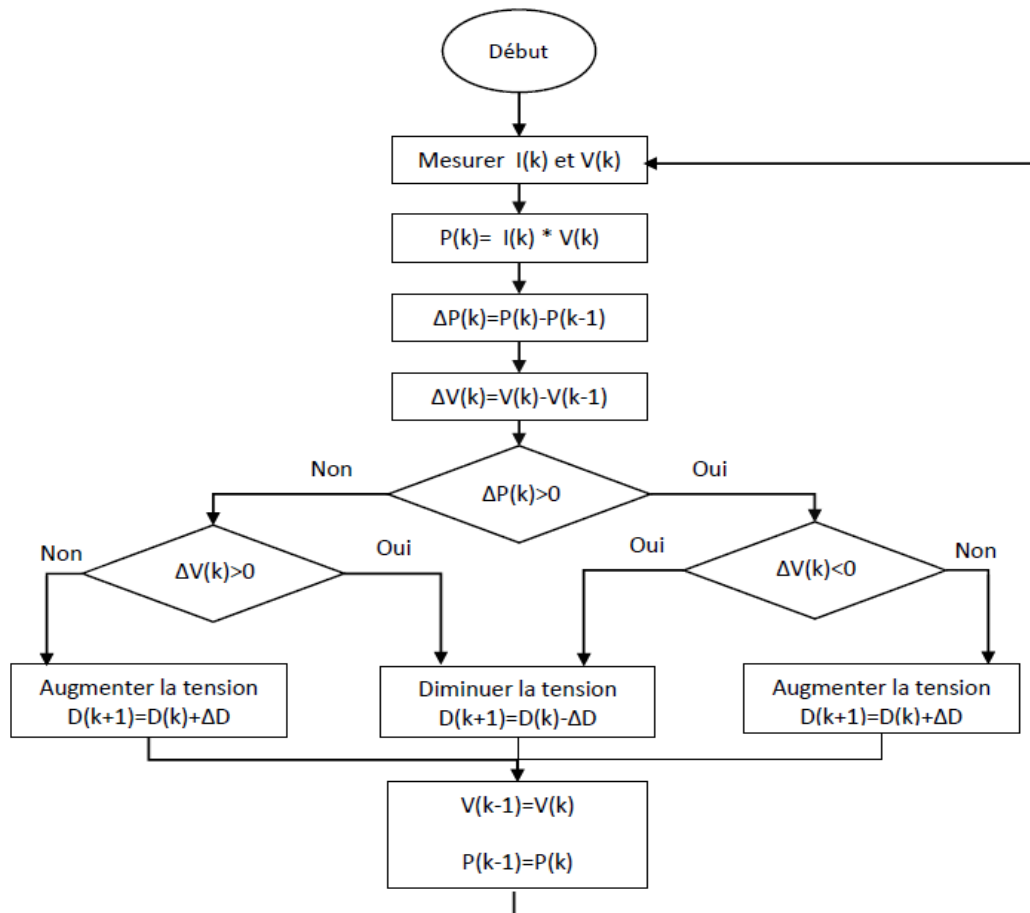 Début
Mesurer I(k) et V(k)
P(k)= I(k) * V(k)
ΔP(k)=P(k)-P(k-1)
ΔV(k)=V(k)-V(k-1)
Non
ΔP(k)>0
Oui
Non
ΔV(k)>0
Oui
Oui
ΔV(k)<0
Non
Augmenter la tension
D(k+1)=D(k)+ΔD
Diminuer la tension
D(k+1)=D(k)-ΔD
Augmenter la tension
D(k+1)=D(k)+ΔD
V(k-1)=V(k)
P(k-1)=P(k)